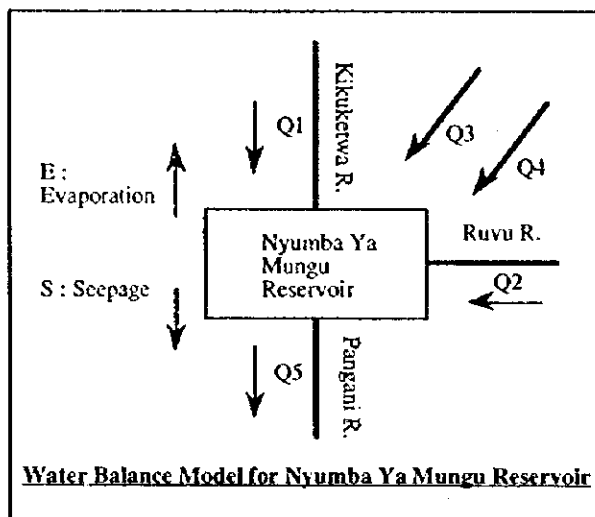 Kikuketwa R.
Q1
Q3
Q4
E :
Evaporation
Nyumba Ya
Mungu
Reservoir
Ruvu R.
Q2
S : Seepage
Q5
Pangani R.
Water Balance Model for Nyumba Ya Mungu Reservoir